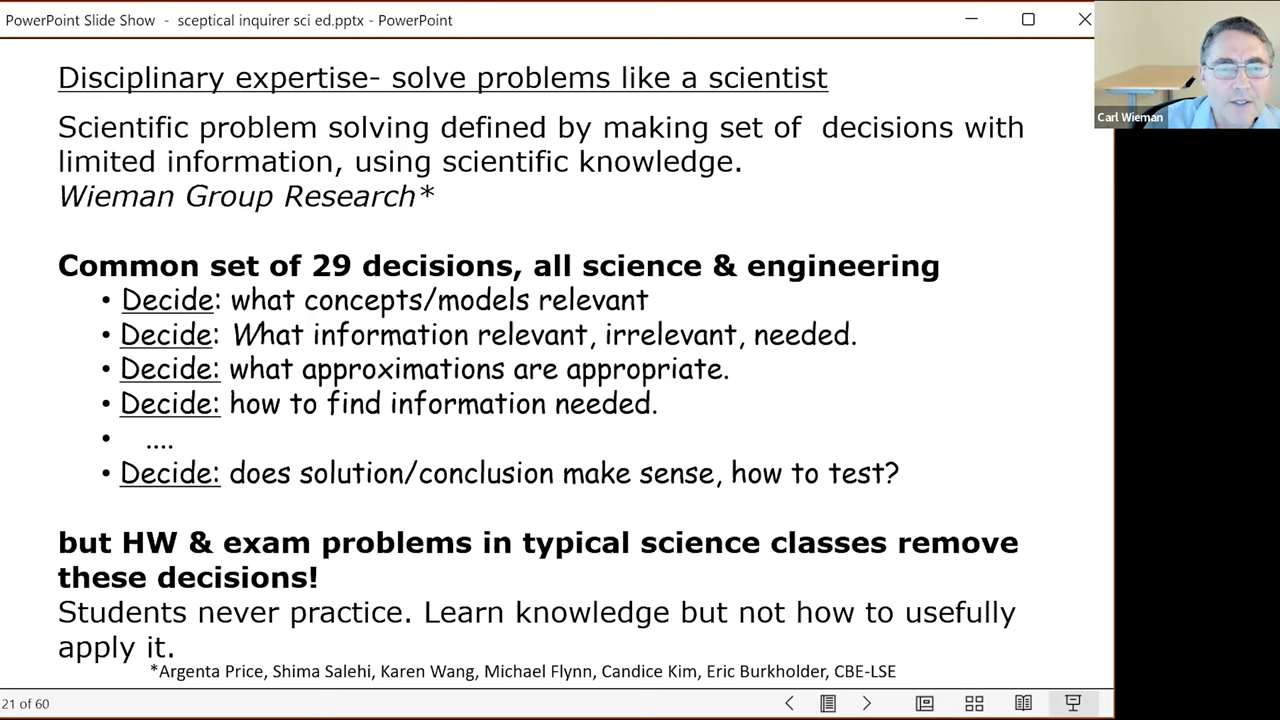 PowerPoint Slide Show - sceptical inquirer sci ed.pptx - PowerPoint
Carl Wieman
Disciplinary expertise- solve problems like a scientist
Scientific problem solving defined by making set of decisions with
limited information, using scientific knowledge.
Wieman Group Research*
Common set of 29 decisions, all science & engineering
• Decide: what concepts/models relevant
• Decide: What information relevant, irrelevant, needed.
• Decide: what approximations are appropriate.
• Decide: how to find information needed.
• ....
• Decide: does solution/conclusion make sense, how to test?
but HW & exam problems in typical science classes remove
these decisions!
Students never practice. Learn knowledge but not how to usefully
apply it.
*Argenta Price, Shima Salehi, Karen Wang, Michael Flynn, Candice Kim, Eric Burkholder, CBE-LSE
21 of 60